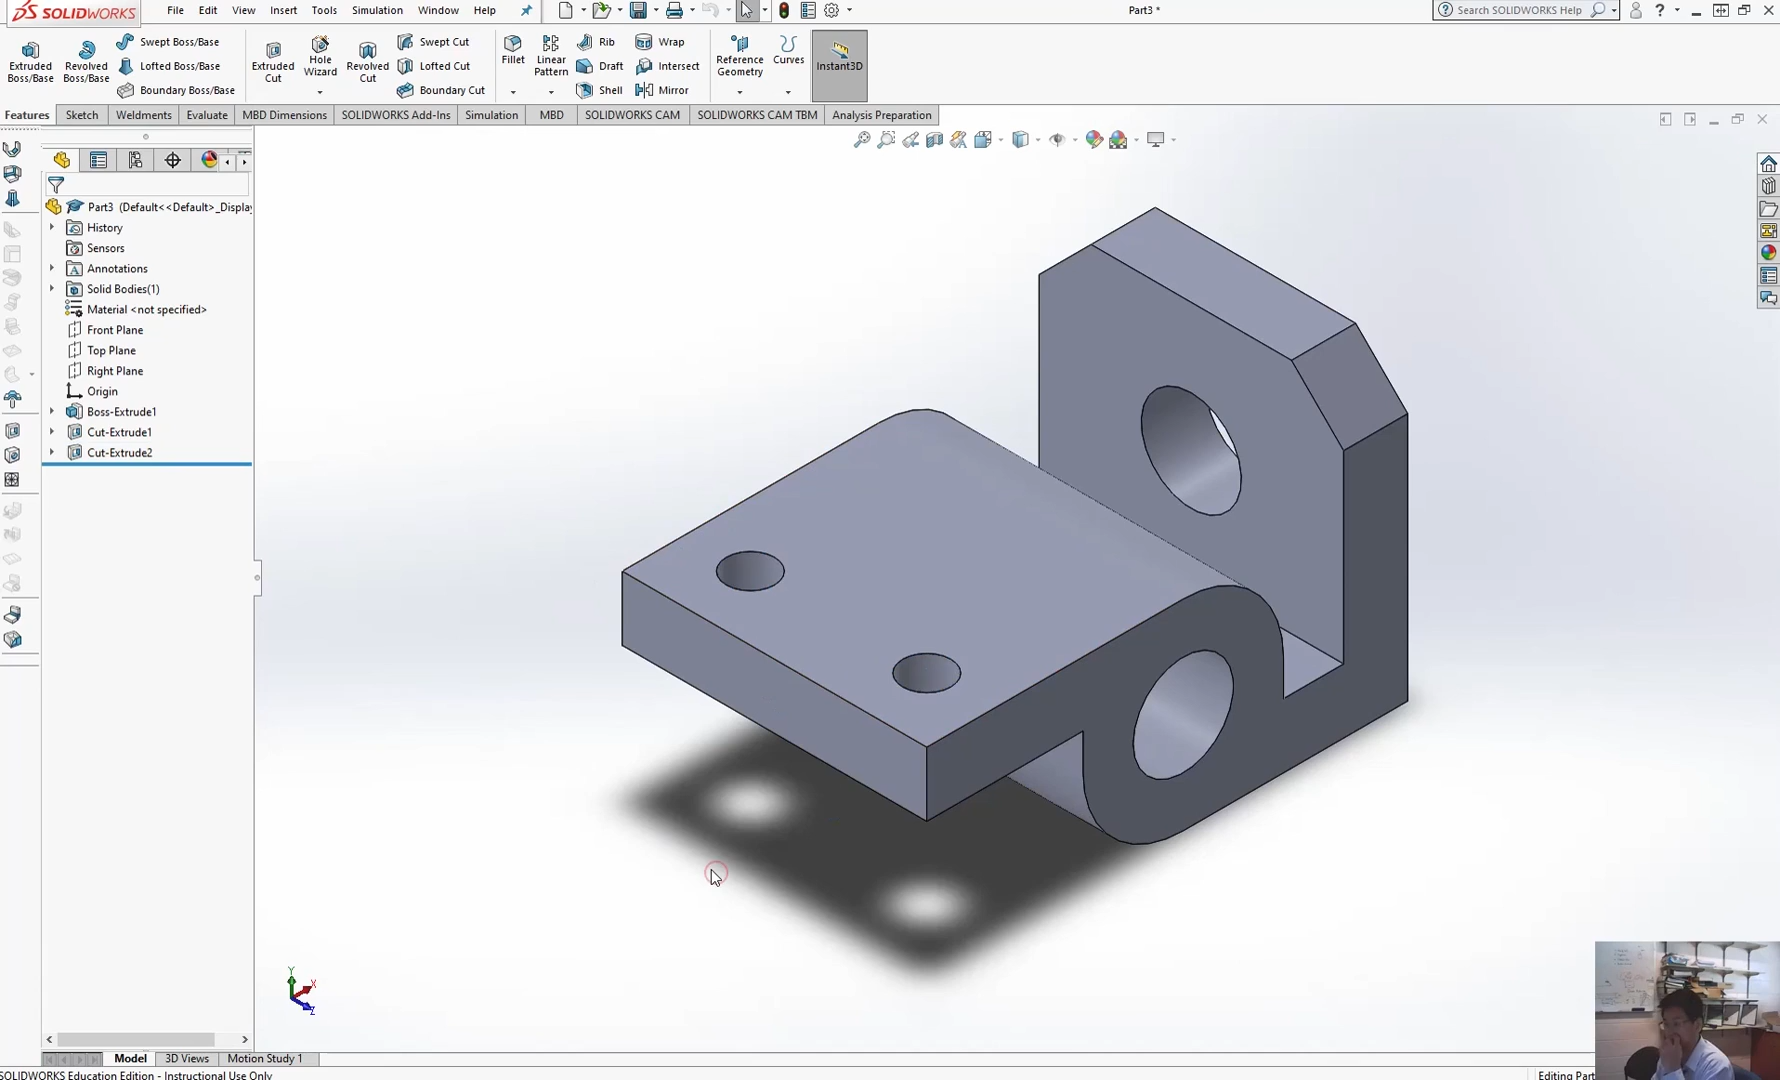 SOLIDWORKS File Edit View Insert Tools Simulation Window Help Part3 * Search SOLIDWORKS Help
Extruded Boss/Base
Revolved Boss/Base
Swept Boss/Base
Lofted Boss/Base
Boundary Boss/Base
Extruded Cut
Hole Wizard
Revolved Cut
Swept Cut
Lofted Cut
Boundary Cut
Fillet
Linear Pattern
Rib
Draft
Shell
Wrap
Intersect
Mirror
Reference Geometry
Curves
Instant3D
Features Sketch Weldments Evaluate MBD Dimensions SOLIDWORKS Add-Ins Simulation MBD SOLIDWORKS CAM SOLIDWORKS CAM TBM Analysis Preparation
Part3 (Default<<Default>_Displa
History
Sensors
Annotations
Solid Bodies(1)
Material <not specified>
Front Plane
Top Plane
Right Plane
Origin
Boss-Extrude1
Cut-Extrude1
Cut-Extrude2
Y
X
Z
Model 3D Views Motion Study 1
SOLIDWORKS Education Edition - Instructional Use Only Editing Part